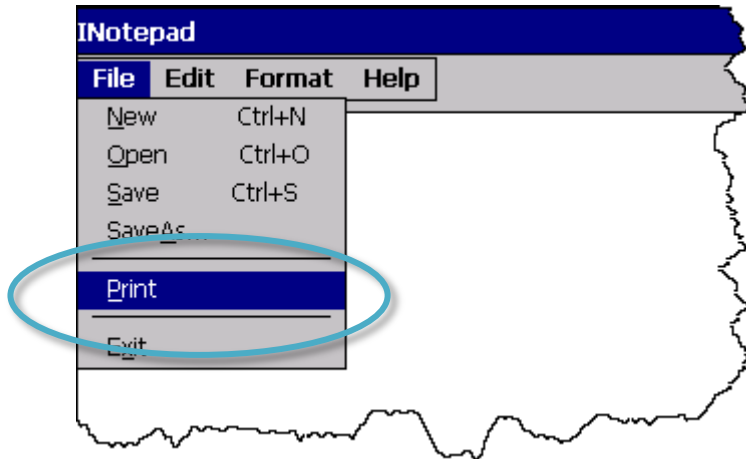 INotepad
File Edit Format Help
New Ctrl+N
Open Ctrl+O
Save Ctrl+S
SaveAs...
Print
Exit